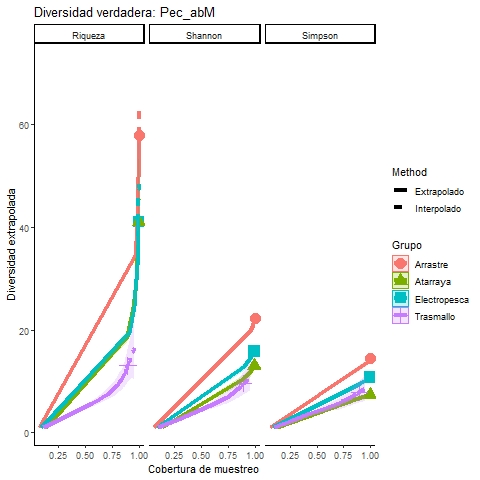 Diversidad verdadera: Pec_abM
Riqueza
Shannon
Simpson
Diversidad extrapolada
60
40
20
0
0.25 0.50 0.75 1.00
0.25 0.50 0.75 1.00
0.25 0.50 0.75 1.00
Cobertura de muestreo
Method
Extrapolado
Interpolado
Grupo
Arrastre
Atarraya
Electropesca
Trasmallo